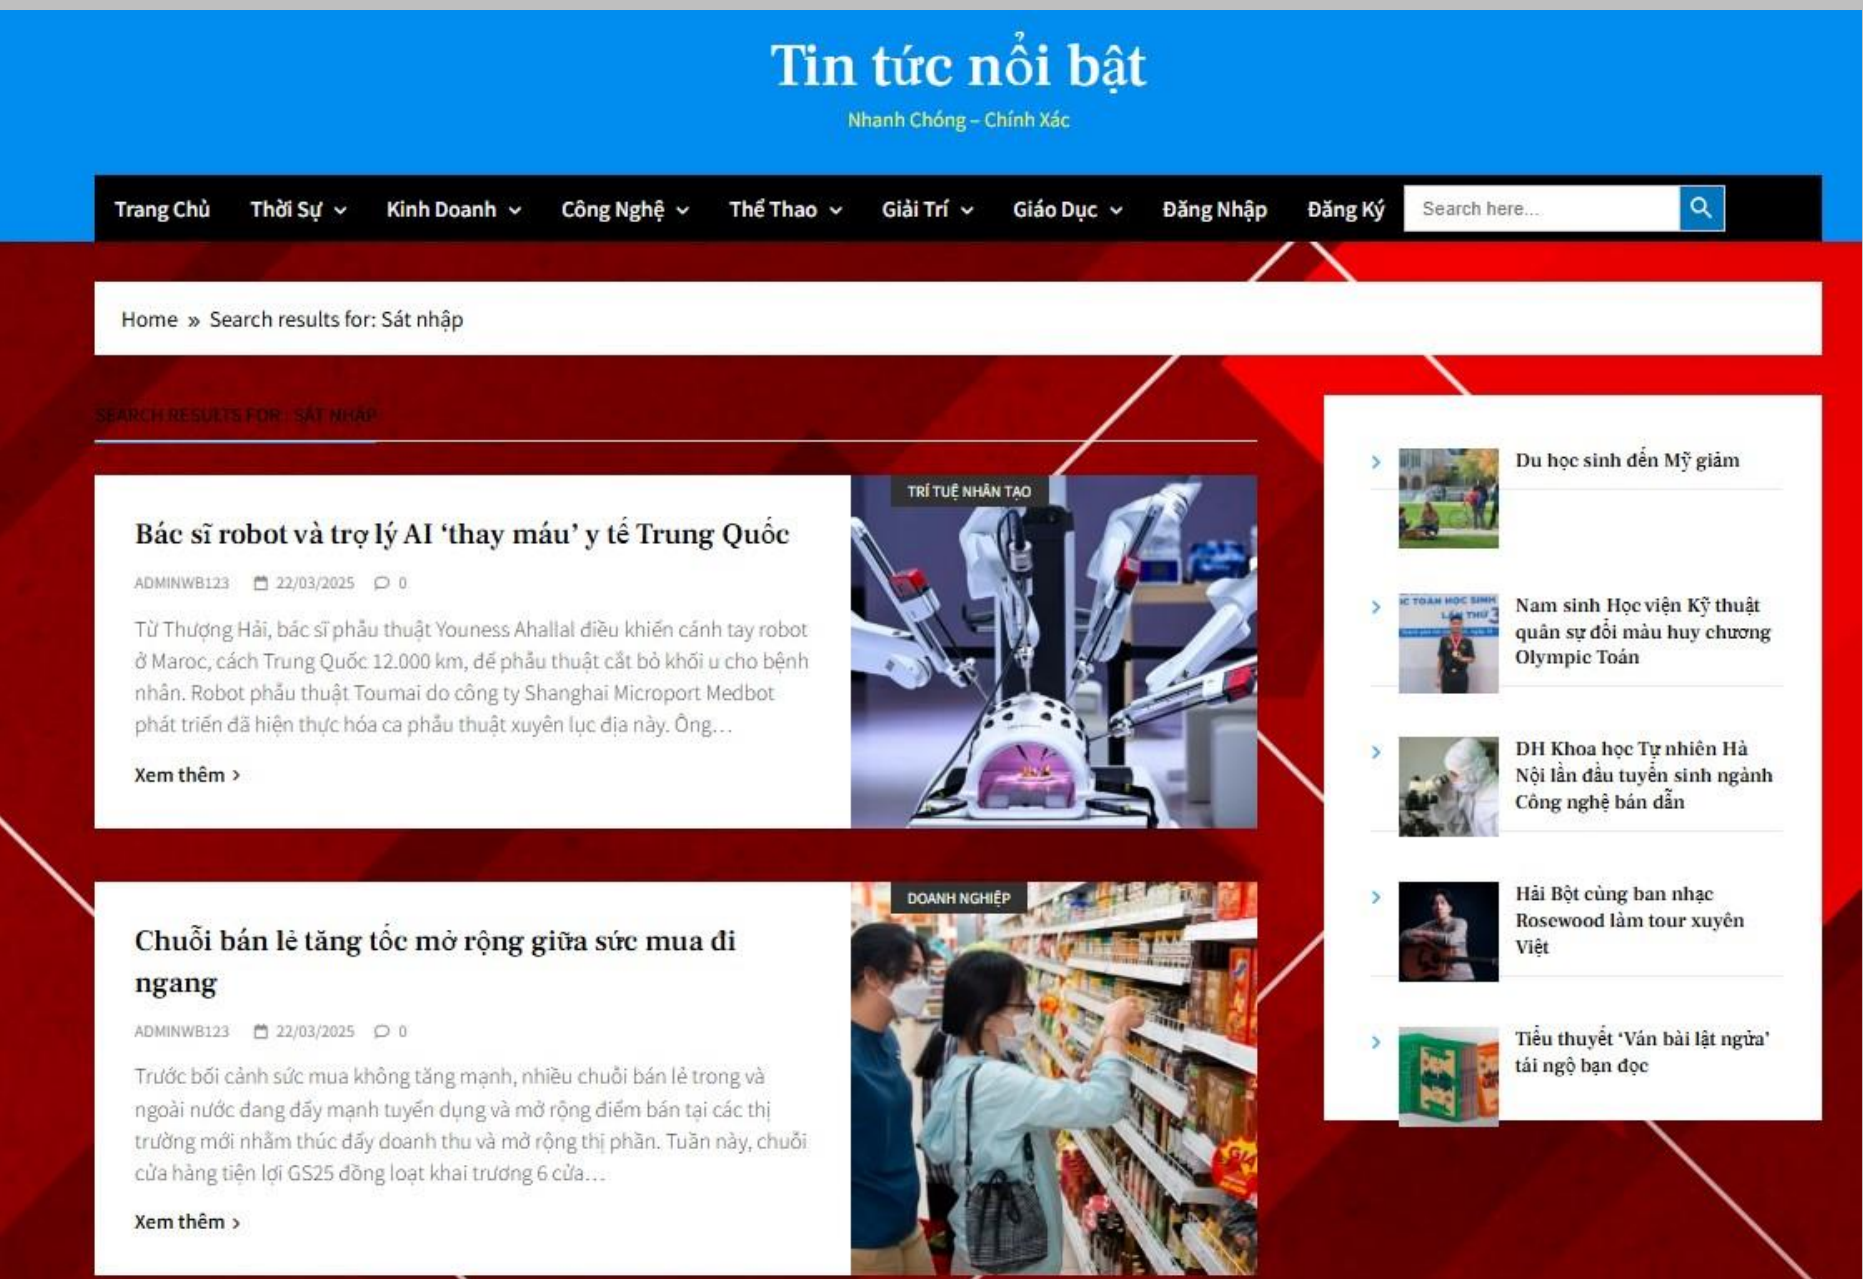 Tin tức nổi bật
Nhanh Chóng – Chính Xác
Trang Chủ Thời Sự Kinh Doanh Công Nghệ Thể Thao Giải Trí Giáo Dục Đăng Nhập Đăng Ký Search here...
Home » Search results for: Sát nhập
SEARCH RESULTS FOR : SÁT NHẬP
TRÍ TUỆ NHÂN TẠO
Bác sĩ robot và trợ lý AI ‘thay máu’ y tế Trung Quốc
ADMINWB123 22/03/2025 0
Từ Thượng Hải, bác sĩ phẫu thuật Youness Ahallal điều khiển cánh tay robot
ở Maroc, cách Trung Quốc 12.000 km, để phẫu thuật cắt bỏ khối u cho bệnh
nhân. Robot phẫu thuật Toumai do công ty Shanghai Microport Medbot
phát triển đã hiện thực hóa ca phẫu thuật xuyên lục địa này. Ông…
Xem thêm >
DOANH NGHIỆP
Chuỗi bán lẻ tăng tốc mở rộng giữa sức mua đi
ngang
ADMINWB123 22/03/2025 0
Trước bối cảnh sức mua không tăng mạnh, nhiều chuỗi bán lẻ trong và
ngoài nước đang đẩy mạnh tuyển dụng và mở rộng điểm bán tại các thị
trường mới nhằm thúc đẩy doanh thu và mở rộng thị phần. Tuần này, chuỗi
cửa hàng tiện lợi GS25 đồng loạt khai trương 6 cửa…
Xem thêm >
Du học sinh đến Mỹ giảm
IC TOÁN HỌC SINH
LẦN THỨ 3
Nam sinh Học viện Kỹ thuật
quân sự đổi màu huy chương
Olympic Toán
DH Khoa học Tự nhiên Hà
Nội lần đầu tuyển sinh ngành
Công nghệ bán dẫn
Hải Bột cùng ban nhạc
Rosewood làm tour xuyên
Việt
Tiểu thuyết ‘Ván bài lật ngửa’
tái ngộ bạn đọc